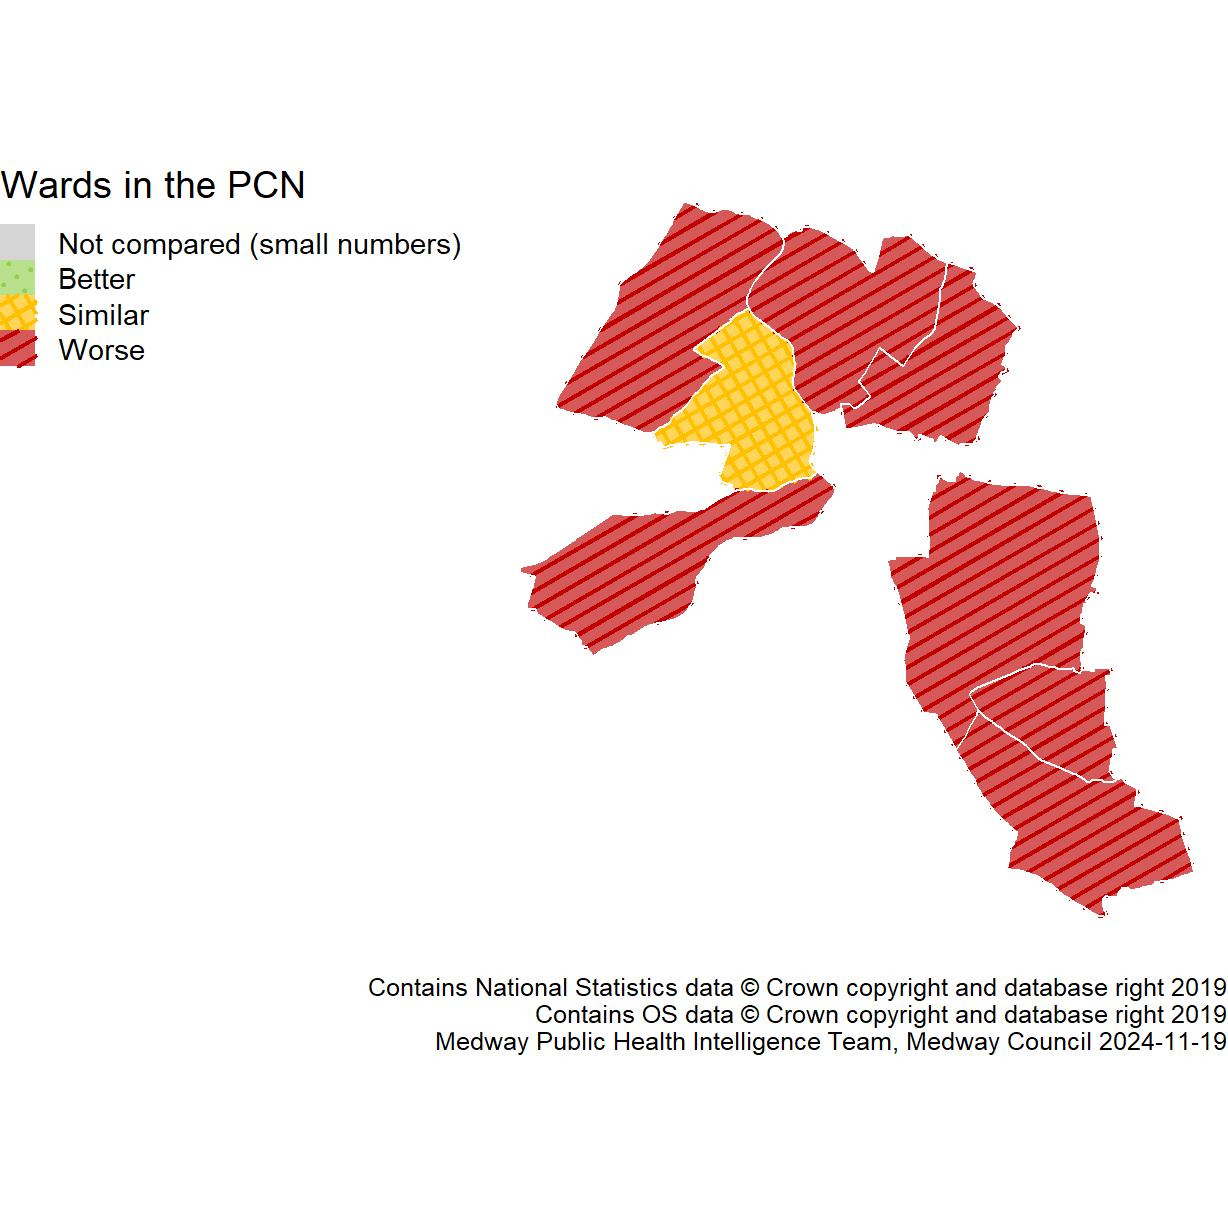 Wards in the PCN
Not compared (small numbers)
Better
Similar
Worse
Contains National Statistics data © Crown copyright and database right 2019
Contains OS data © Crown copyright and database right 2019
Medway Public Health Intelligence Team, Medway Council 2024-11-19